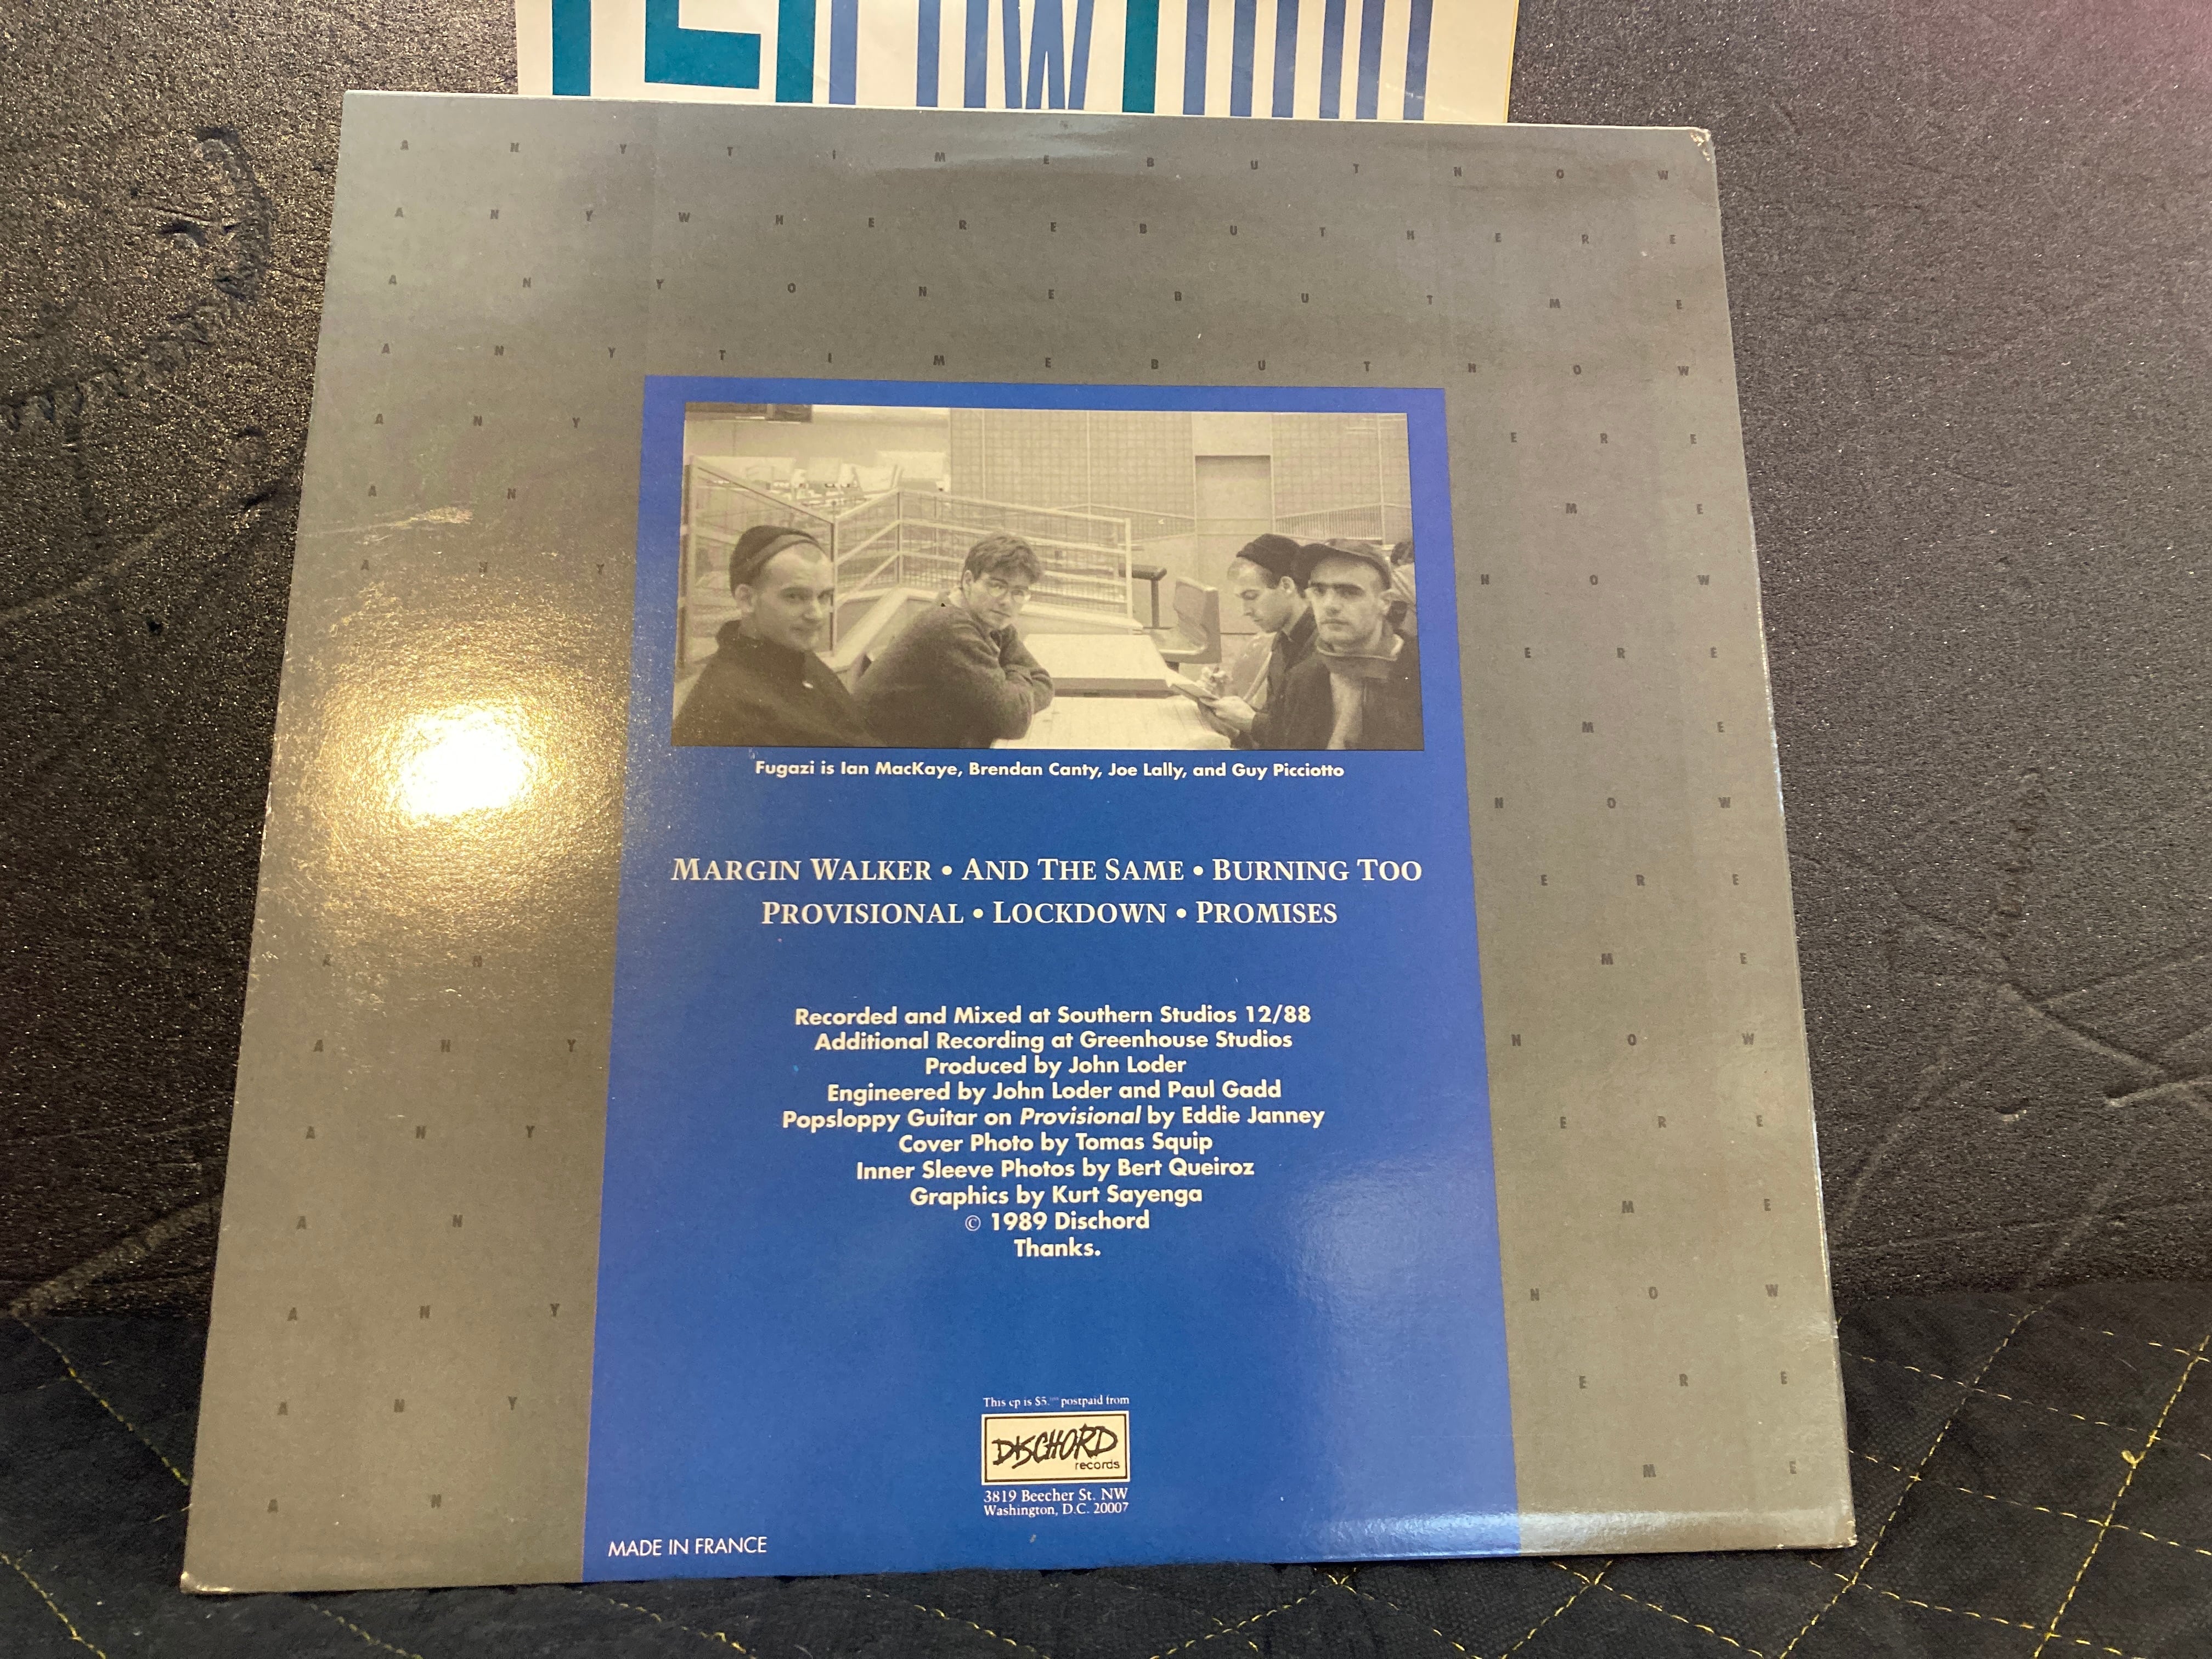 A N Y T I M E B U T N O W
A N Y W H E R E B U T H E R E
A N Y O N E B U T M E
A N Y T I M E B U T N O W
A N Y E R E
A N M E
A N Y N O W
E R E
M E
N O W
E R E
A N M E
A N Y N O W
A N Y E R E
A N M E
A N Y N O W
A N Y E R E
A N M E
Fugazi is Ian MacKaye, Brendan Canty, Joe Lally, and Guy Picciotto
MARGIN WALKER • AND THE SAME • BURNING TOO
PROVISIONAL • LOCKDOWN • PROMISES
Recorded and Mixed at Southern Studios 12/88
Additional Recording at Greenhouse Studios
Produced by John Loder
Engineered by John Loder and Paul Gadd
Popsloppy Guitar on Provisional by Eddie Janney
Cover Photo by Tomas Squip
Inner Sleeve Photos by Bert Queiroz
Graphics by Kurt Sayenga
© 1989 Dischord
Thanks.
This ep is postpaid from
DISCHORD
records
3819 Beecher St. NW
Washington, D.C. 20007
MADE IN FRANCE